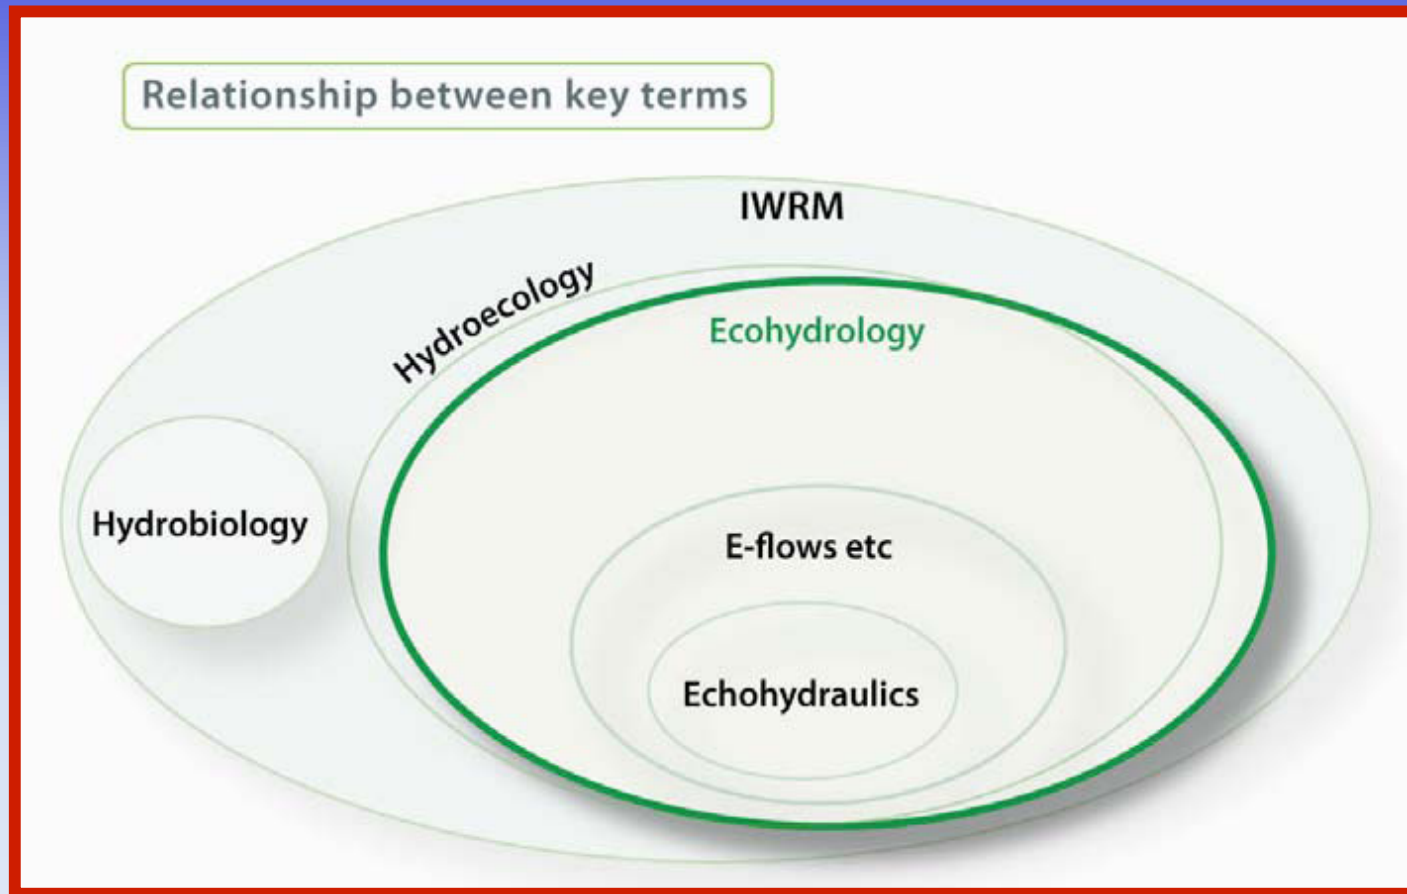 Relationship between key terms
IWRM
Hydroecology
Ecohydrology
Hydrobiology
E-flows etc
Echohydraulics